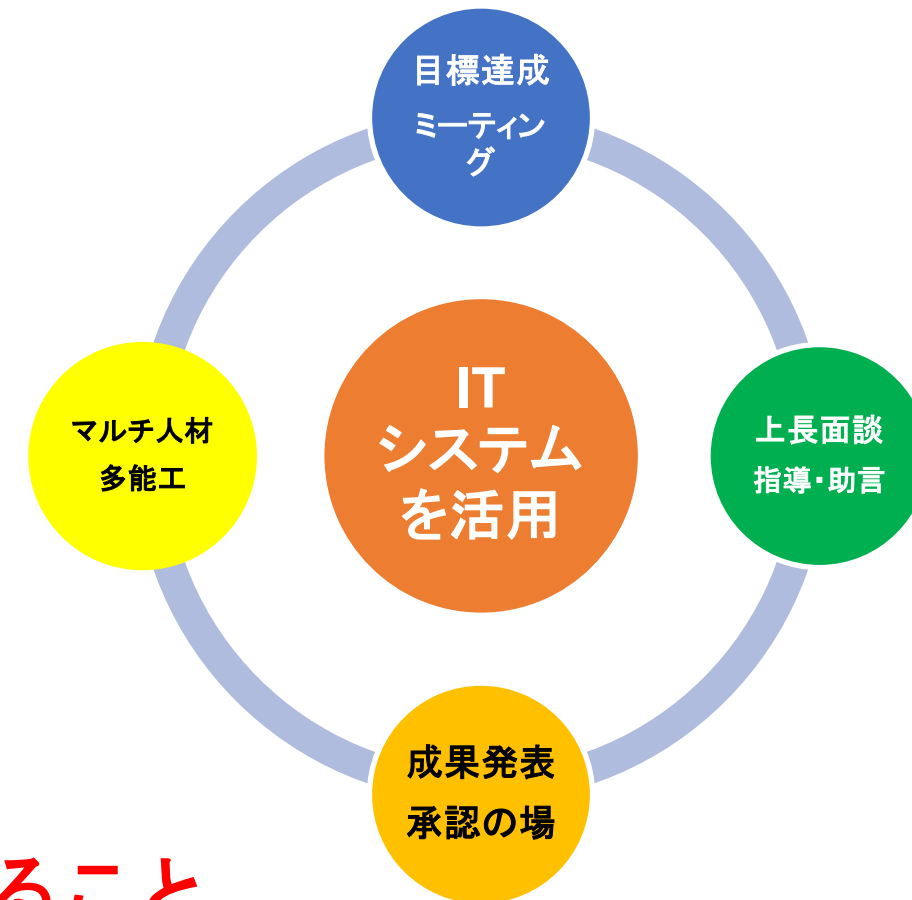 目標達成
ミーティン
グ
IT
システム
を活用
マルチ人材
多能工
上長面談
指導・助言
成果発表
承認の場
ること